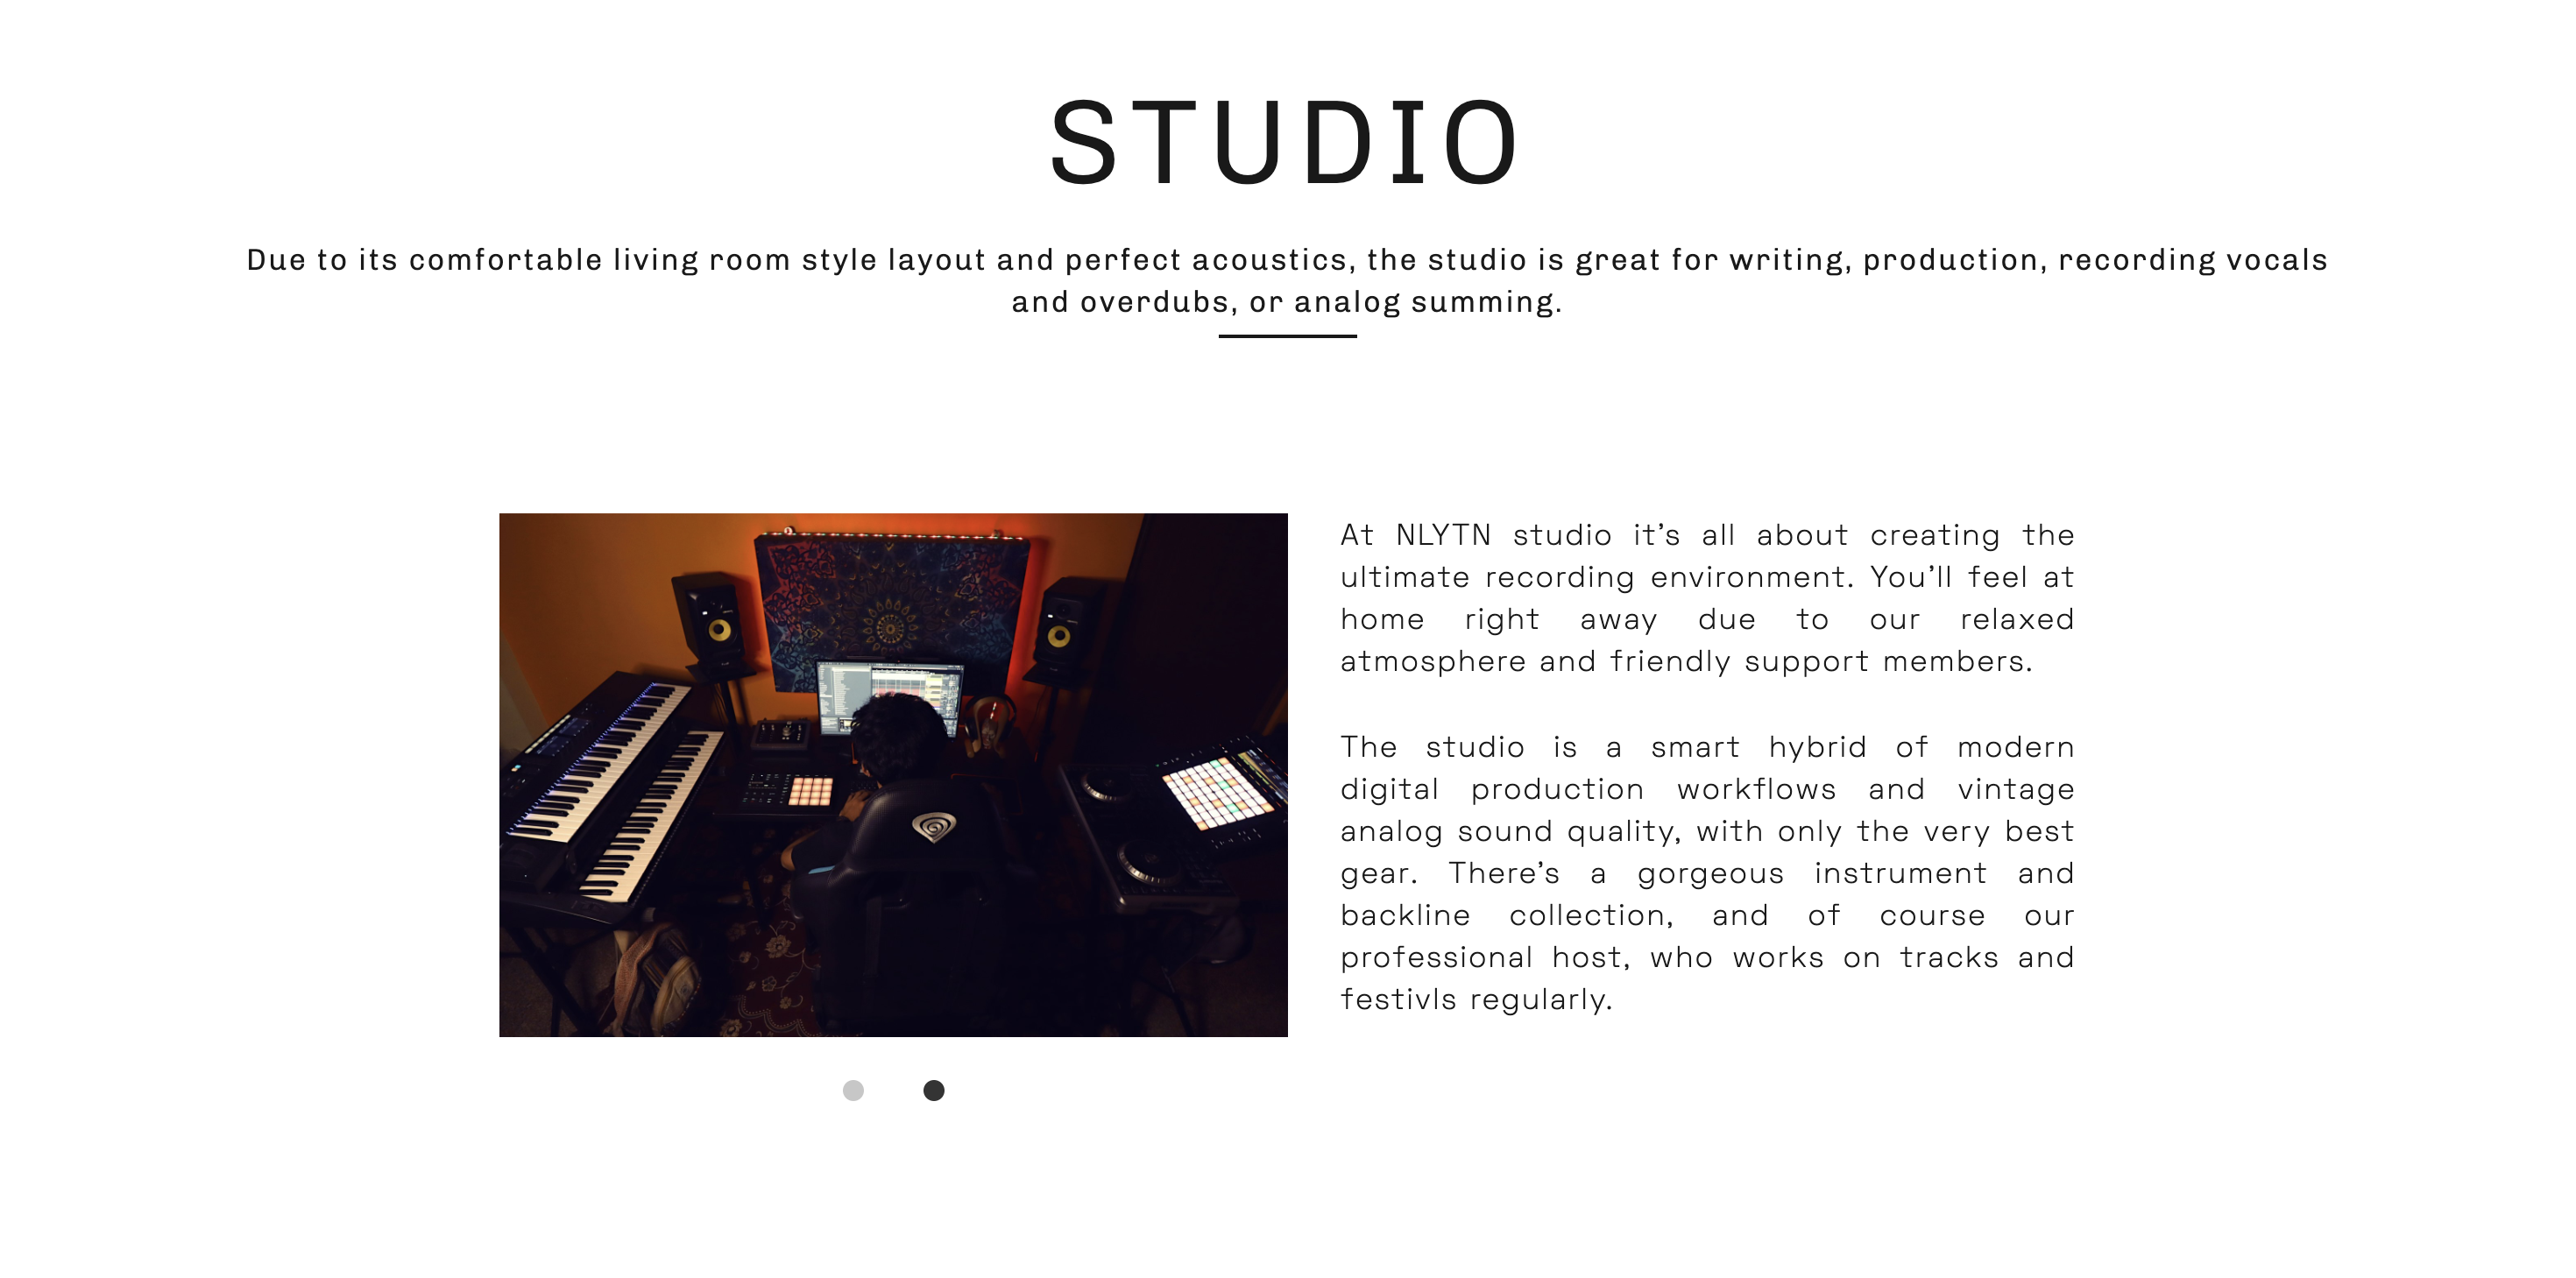 STUDIO
Due to its comfortable living room style layout and perfect acoustics, the studio is great for writing, production, recording vocals
and overdubs, or analog summing.
At NLYTN studio it’s all about creating the
ultimate recording environment. You’ll feel at
home right away due to our relaxed
atmosphere and friendly support members.
The studio is a smart hybrid of modern
digital production workflows and vintage
analog sound quality, with only the very best
gear. There’s a gorgeous instrument and
backline collection, and of course our
professional host, who works on tracks and
festivls regularly.